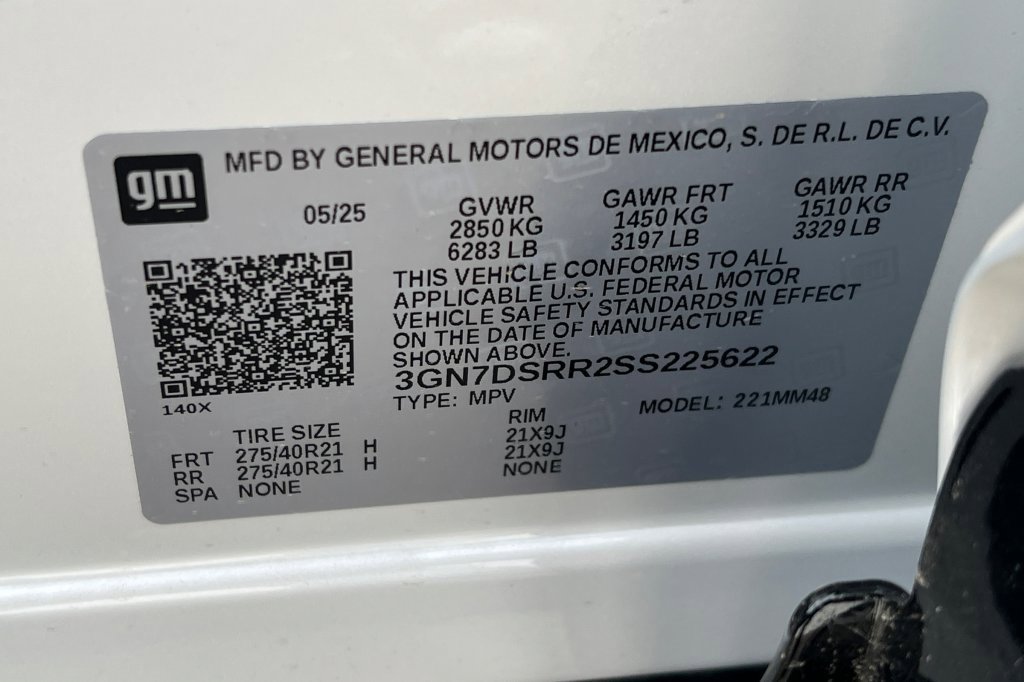 gm
MFD BY GENERAL MOTORS DE MEXICO, S. DE R.L. DE C.V.
05/25
GVWR
2850 KG
6283 LB
GAWR FRT
1450 KG
3197 LB
GAWR RR
1510 KG
3329 LB
THIS VEHICLE CONFORMS TO ALL
APPLICABLE U.S. FEDERAL MOTOR
VEHICLE SAFETY STANDARDS IN EFFECT
ON THE DATE OF MANUFACTURE
SHOWN ABOVE.
3GN7DSRR2SS225622
140X
TYPE: MPV
MODEL: 221MM48
TIRE SIZE
RIM
FRT 275/40R21 H 21X9J
RR 275/40R21 H 21X9J
SPA NONE NONE